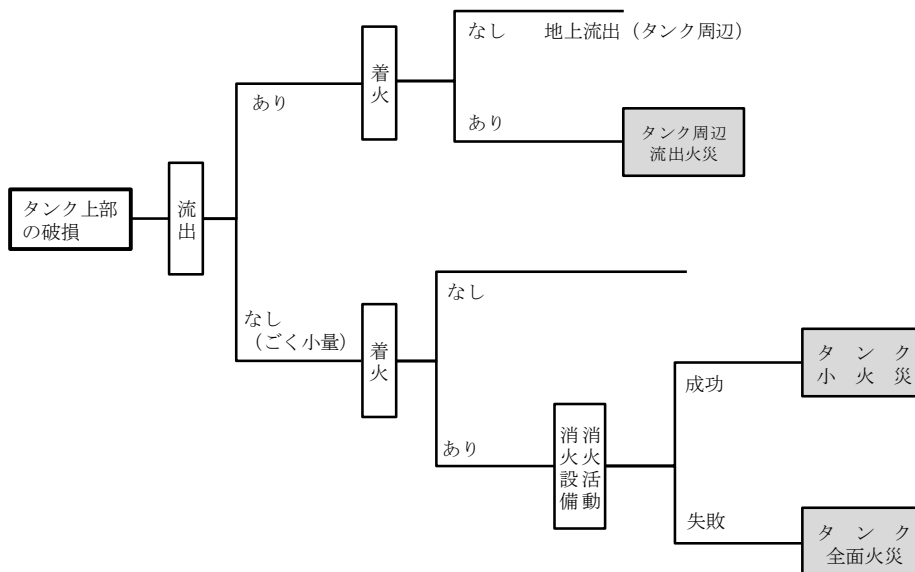 なし 地上流出（タンク周辺）
着火
あり
あり
タンク周辺
流出火災
タンク上部
の破損
流出
なし
（ごく小量）
着火
なし
タンク
小火災
成功
あり
消火設備
消火活動
失敗
タンク
全面火災